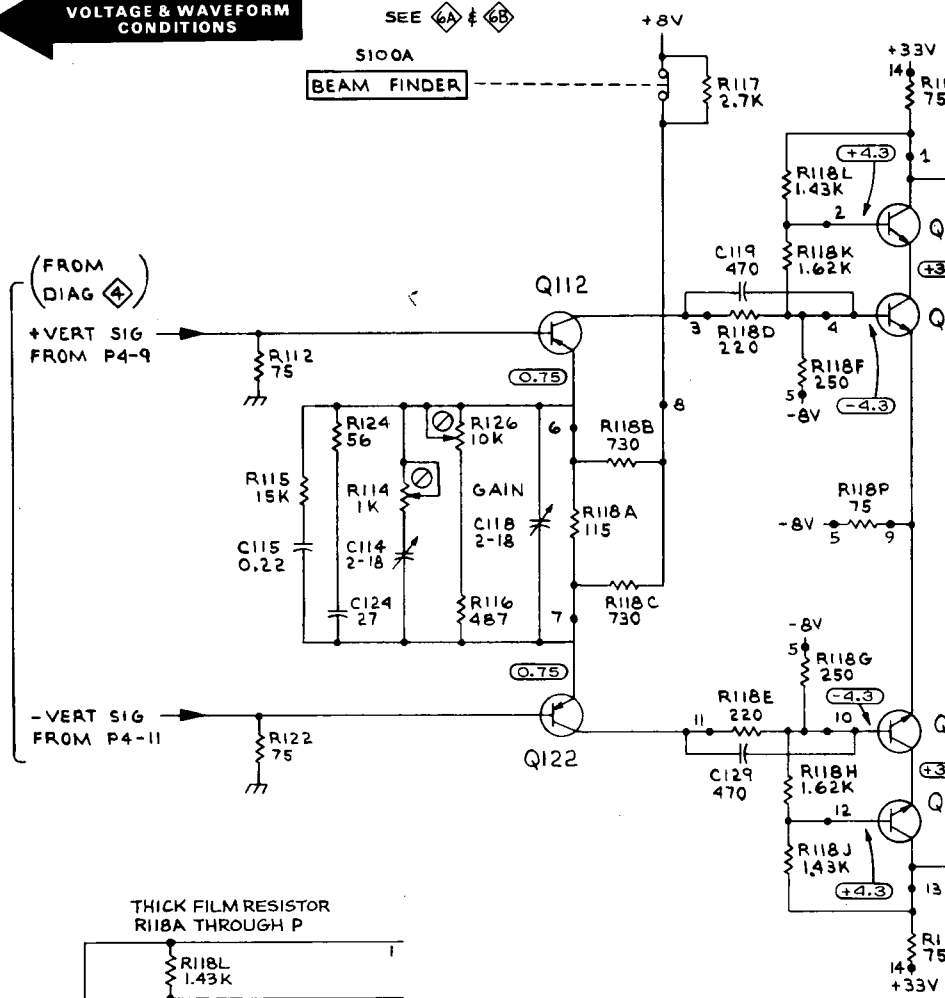 VOLTAGE & WAVEFORM
CONDITIONS
SEE 6A & 6B
+8V
S100A
BEAM FINDER
R117
2.7K
+33V
14
R11
75
+4.3
1
R118L
1.43K
2
Q
C119
470
R118K
1.62K
+3
(FROM
DIAG 4)
Q112
+VERT SIG
FROM P4-9
3
R118D
220
4
Q
R112
75
R118F
250
0.75
5
-8V
-4.3
8
R124
56
R126
10K
6
R118B
730
R115
15K
R114
1K
GAIN
R118P
75
C118
2-18
R118A
115
-8V
5
9
C115
0.22
C114
2-18
C124
27
R116
487
7
R118C
730
-8V
5
R118G
250
0.75
R118E
220
-4.3
-VERT SIG
FROM P4-11
11
10
Q
R122
75
Q122
C129
470
R118H
1.62K
+3
12
Q
R118J
1.43K
+4.3
13
THICK FILM RESISTOR
R118A THROUGH P
1
R1
75
14
+33V
R118L
1.43K